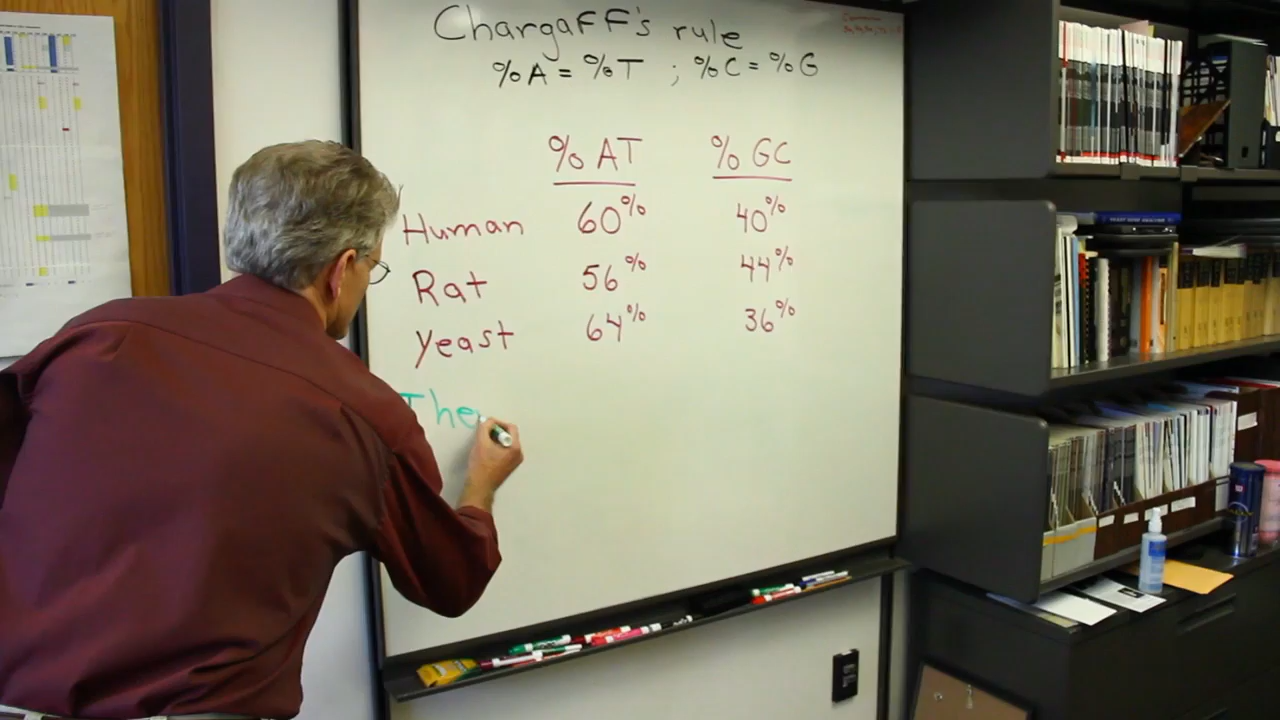 Chargaff's rule
%A = %T ; %C = %G
% AT % GC
Human 60% 40%
Rat 56% 44%
Yeast 64% 36%
The